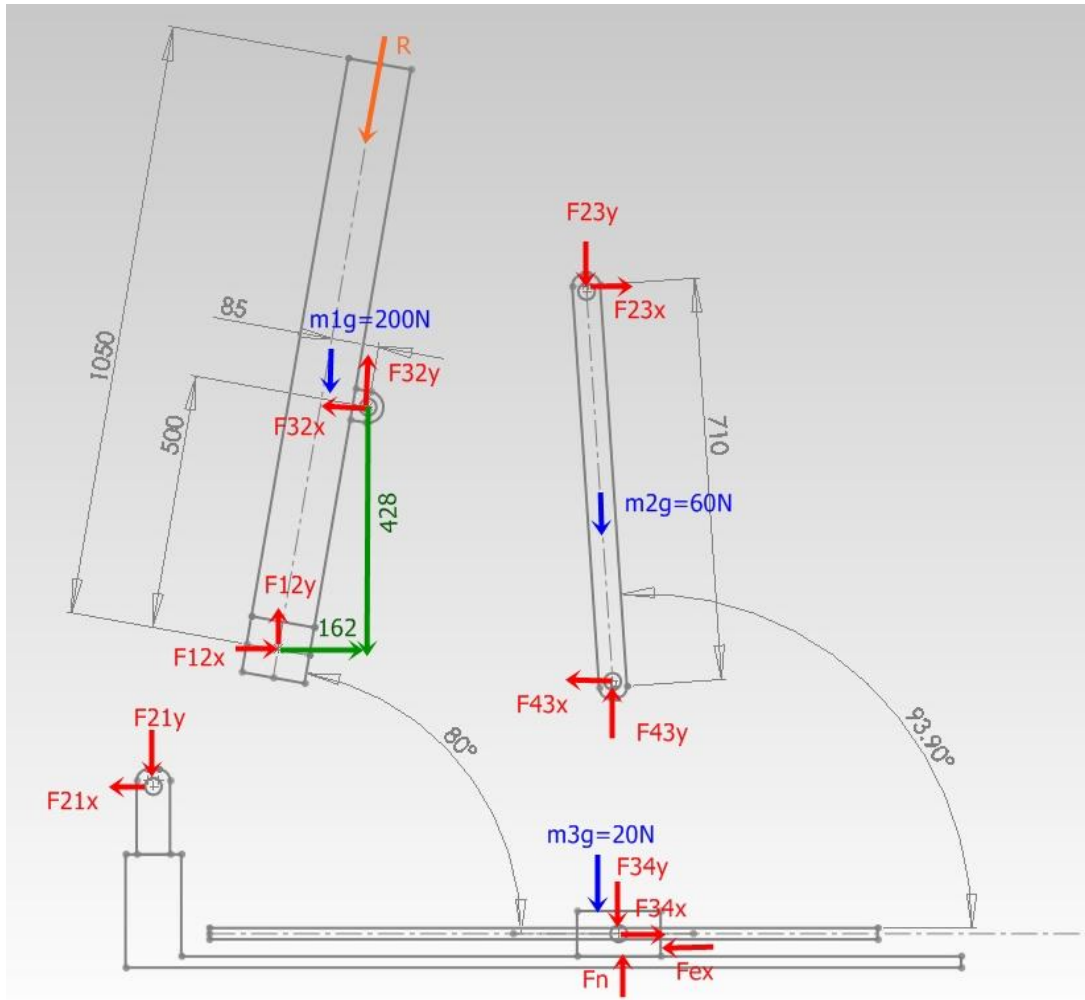 R
F23y
F23x
85
m1g=200N
1050
F32y
F32x
500
710
m2g=60N
428
F12y
162
F12x
F43x
F43y
93.90°
F21y
80°
F21x
m3g=20N
F34y
F34x
Fn
Fex